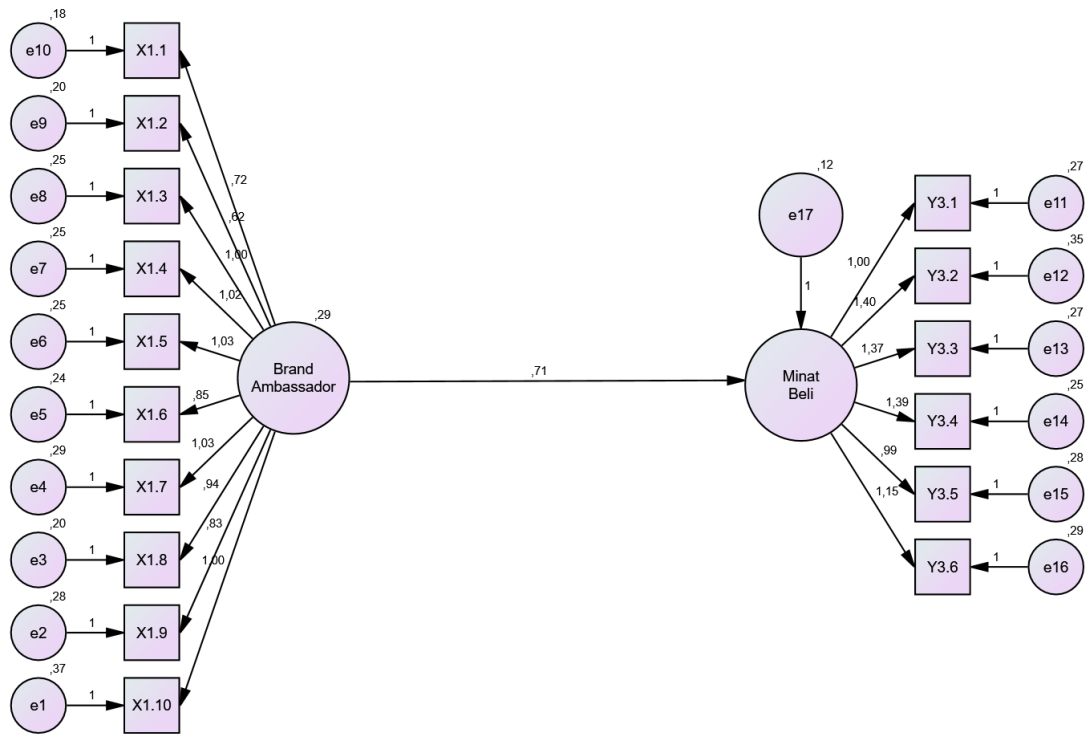 ,18
e10 1 X1.1
,20
e9 1 X1.2
,25
e8 1 X1.3
,25
e7 1 X1.4
,25
e6 1 X1.5
,24
e5 1 X1.6
,29
e4 1 X1.7
,20
e3 1 X1.8
,28
e2 1 X1.9
,37
e1 1 X1.10
,72
,62
1,00
1,02
1,03
,85
1,03
,94
,83
1,00
,29
Brand
Ambassador
,71
,12
e17
1
Minat
Beli
1,00
1,40
1,37
1,39
,99
1,15
,27
Y3.1 1 e11
,35
Y3.2 1 e12
,27
Y3.3 1 e13
,25
Y3.4 1 e14
,28
Y3.5 1 e15
,29
Y3.6 1 e16